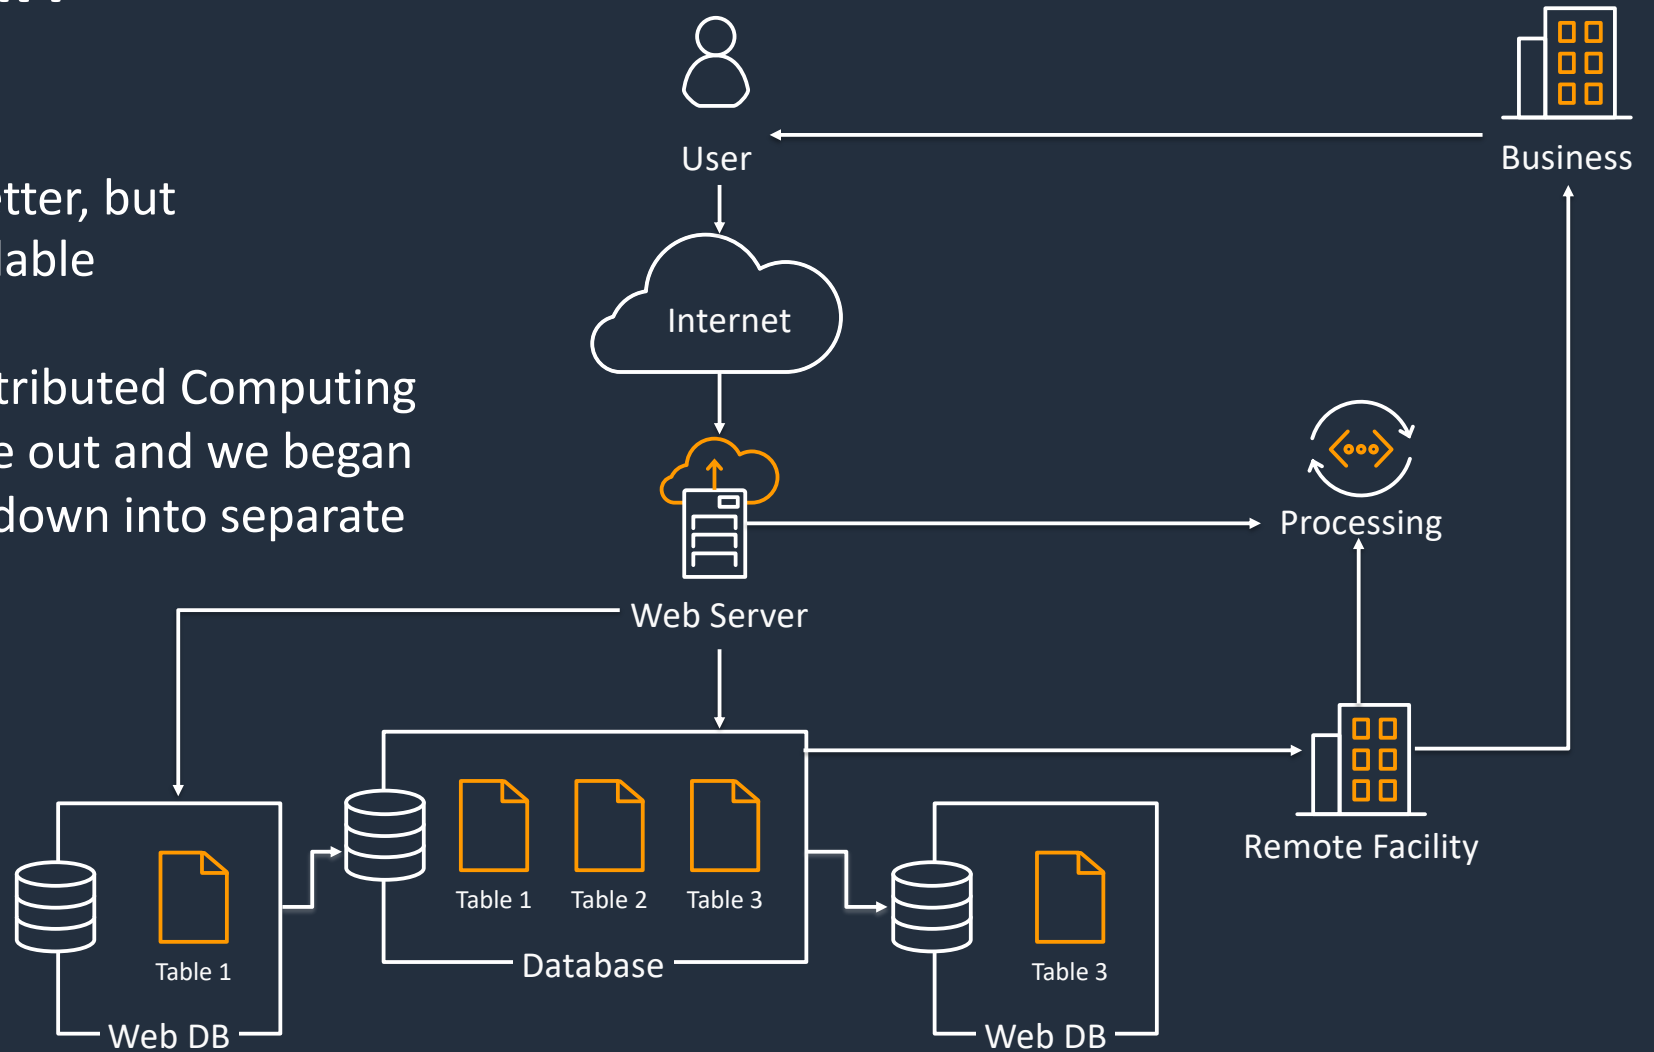 User
Business
etter, but
lable
Internet
tributed Computing
e out and we began
down into separate
Processing
Web Server
Remote Facility
Table 1
Table 2
Table 3
Database
Table 1
Web DB
Table 3
Web DB